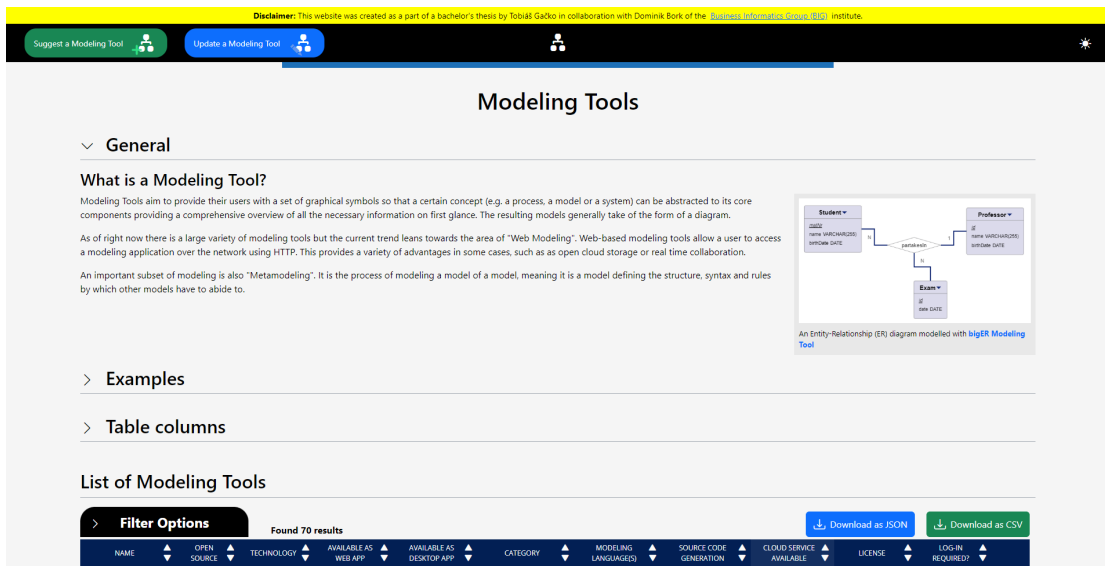 Disclaimer: This website was created as a part of a bachelor's thesis by Tobiáš Gačko in collaboration with Dominik Bork of the Business Informatics Group (BIG) institute.
Suggest a Modeling Tool
Update a Modeling Tool
Modeling Tools
General
What is a Modeling Tool?
Modeling Tools aim to provide their users with a set of graphical symbols so that a certain concept (e.g. a process, a model or a system) can be abstracted to its core
components providing a comprehensive overview of all the necessary information on first glance. The resulting models generally take of the form of a diagram.
As of right now there is a large variety of modeling tools but the current trend leans towards the area of "Web Modeling". Web-based modeling tools allow a user to access
a modeling application over the network using HTTP. This provides a variety of advantages in some cases, such as as open cloud storage or real time collaboration.
An important subset of modeling is also "Metamodeling". It is the process of modeling a model of a model, meaning it is a model defining the structure, syntax and rules
by which other models have to abide to.
Student
matNr
name VARCHAR(255)
birthDate DATE
N
partakesIn
1
Professor
id
name VARCHAR(255)
birthDate DATE
N
Exam
id
date DATE
An Entity-Relationship (ER) diagram modelled with bigER Modeling
Tool
Examples
Table columns
List of Modeling Tools
Filter Options
Found 70 results
Download as JSON
Download as CSV
NAME
OPEN
SOURCE
TECHNOLOGY
AVAILABLE AS
WEB APP
AVAILABLE AS
DESKTOP APP
CATEGORY
MODELING
LANGUAGE(S)
SOURCE CODE
GENERATION
CLOUD SERVICE
AVAILABLE
LICENSE
LOG-IN
REQUIRED?